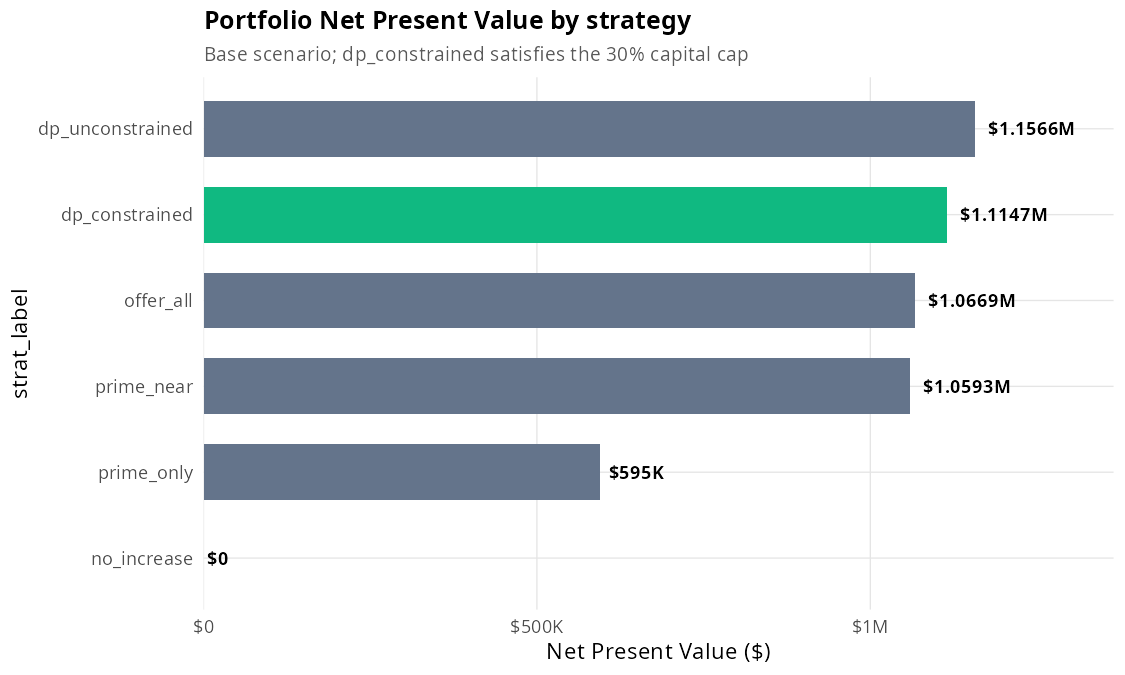 Portfolio Net Present Value by strategy
Base scenario; dp_constrained satisfies the 30% capital cap
strat_label
dp_unconstrained $1.1566M
dp_constrained $1.1147M
offer_all $1.0669M
prime_near $1.0593M
prime_only $595K
no_increase $0
$0 $500K $1M
Net Present Value ($)